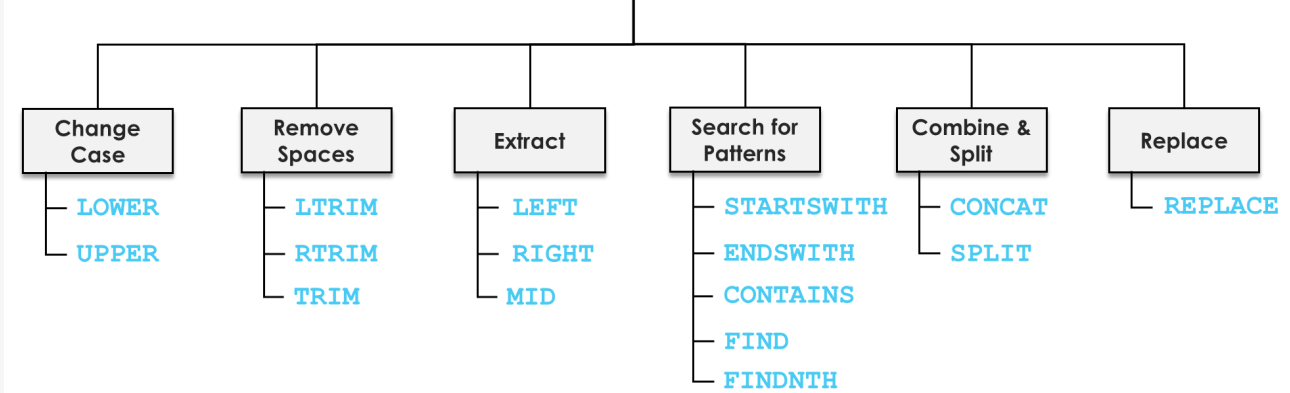 Change
Case
LOWER
UPPER
Remove
Spaces
LTRIM
RTRIM
TRIM
Extract
LEFT
RIGHT
MID
Search for
Patterns
STARTSWITH
ENDSWITH
CONTAINS
FIND
FINDNTH
Combine &
Split
CONCAT
SPLIT
Replace
REPLACE